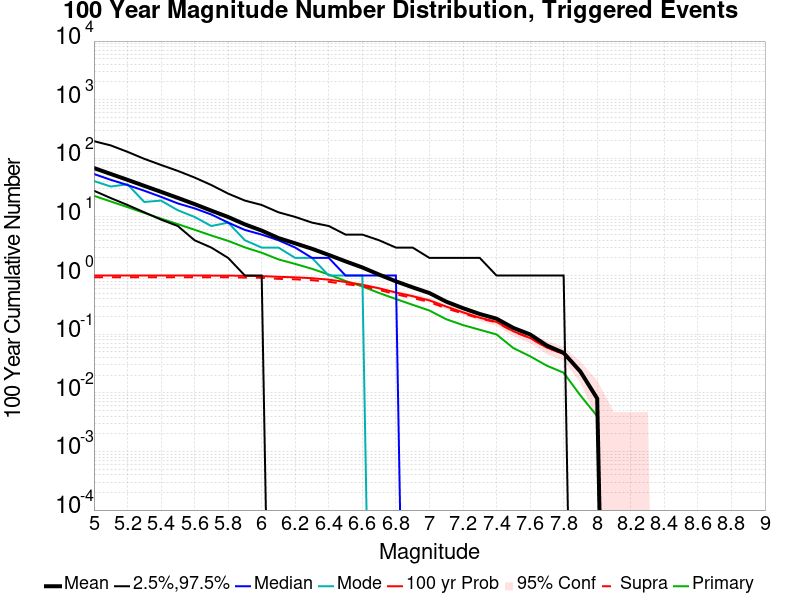 100 Year Magnitude Number Distribution, Triggered Events
10 4
10 3
10 2
10 1
10 0
10 -1
10 -2
10 -3
10 -4
100 Year Cumulative Number
5 5.2 5.4 5.6 5.8 6 6.2 6.4 6.6 6.8 7 7.2 7.4 7.6 7.8 8 8.2 8.4 8.6 8.8 9
Magnitude
Mean 2.5%,97.5% Median Mode 100 yr Prob 95% Conf Supra Primary